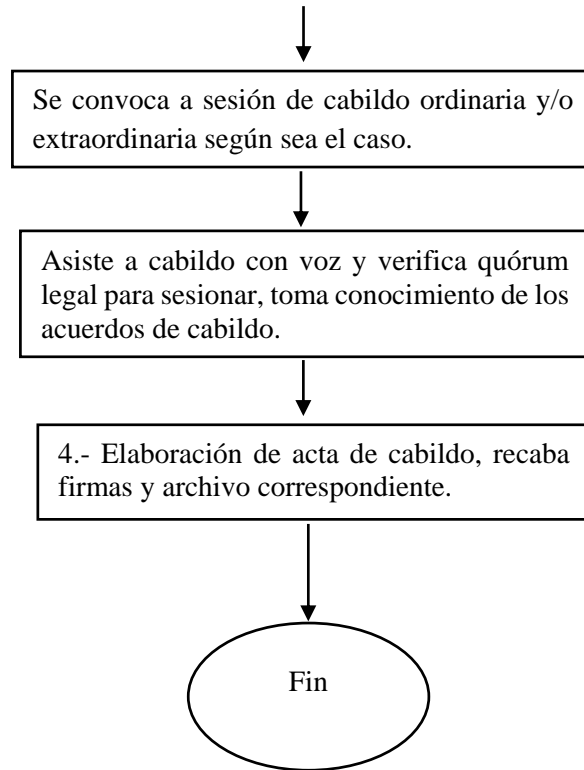 Se convoca a sesión de cabildo ordinaria y/o
extraordinaria según sea el caso.
Asiste a cabildo con voz y verifica quórum
legal para sesionar, toma conocimiento de los
acuerdos de cabildo.
4.- Elaboración de acta de cabildo, recaba
firmas y archivo correspondiente.
Fin